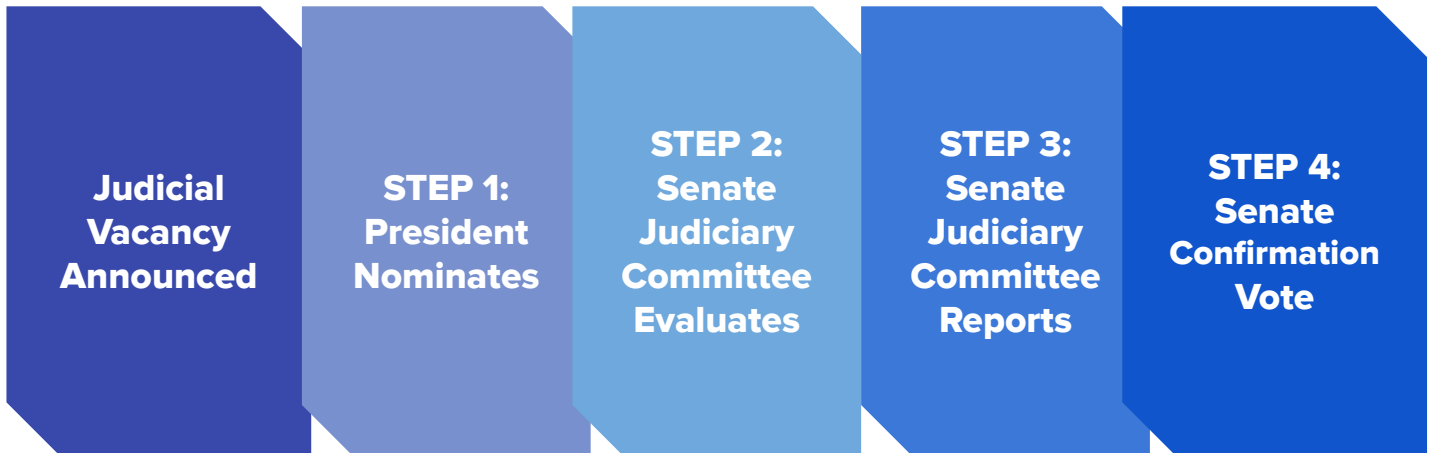 Judicial
Vacancy
Announced
STEP 1:
President
Nominates
STEP 2:
Senate
Judiciary
Committee
Evaluates
STEP 3:
Senate
Judiciary
Committee
Reports
STEP 4:
Senate
Confirmation
Vote